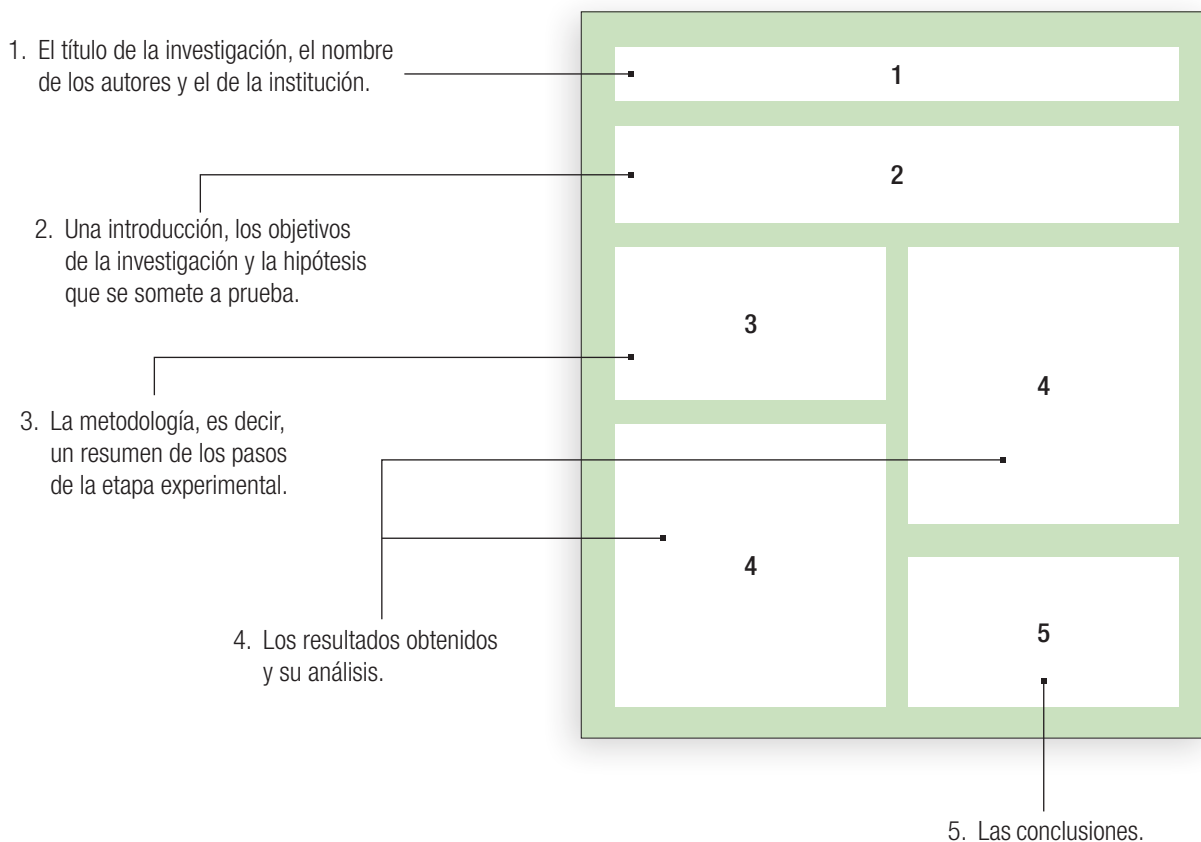 1. El título de la investigación, el nombre
de los autores y el de la institución.
1
2
2. Una introducción, los objetivos
de la investigación y la hipótesis
que se somete a prueba.
3
4
3. La metodología, es decir,
un resumen de los pasos
de la etapa experimental.
4
4. Los resultados obtenidos
y su análisis.
5
5. Las conclusiones.